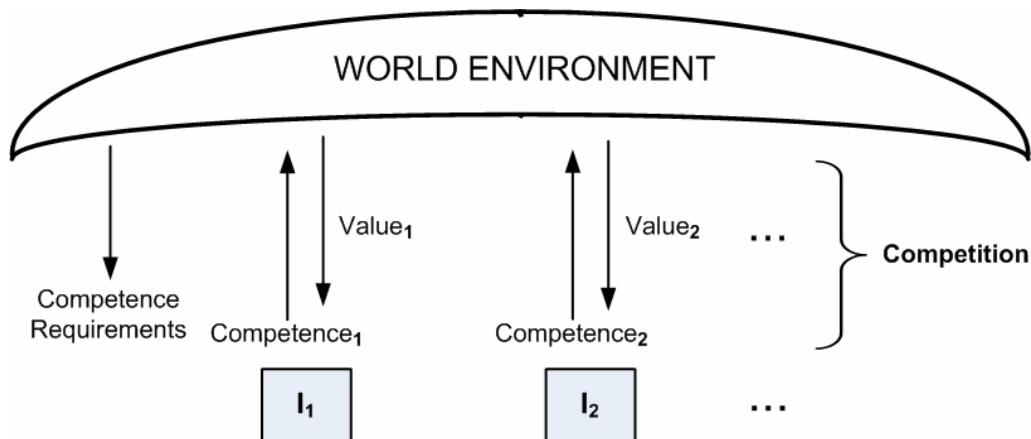 WORLD ENVIRONMENT
Value₁
Value₂
...
Competition
Competence
Requirements
Competence₁
Competence₂
I₁
I₂
...